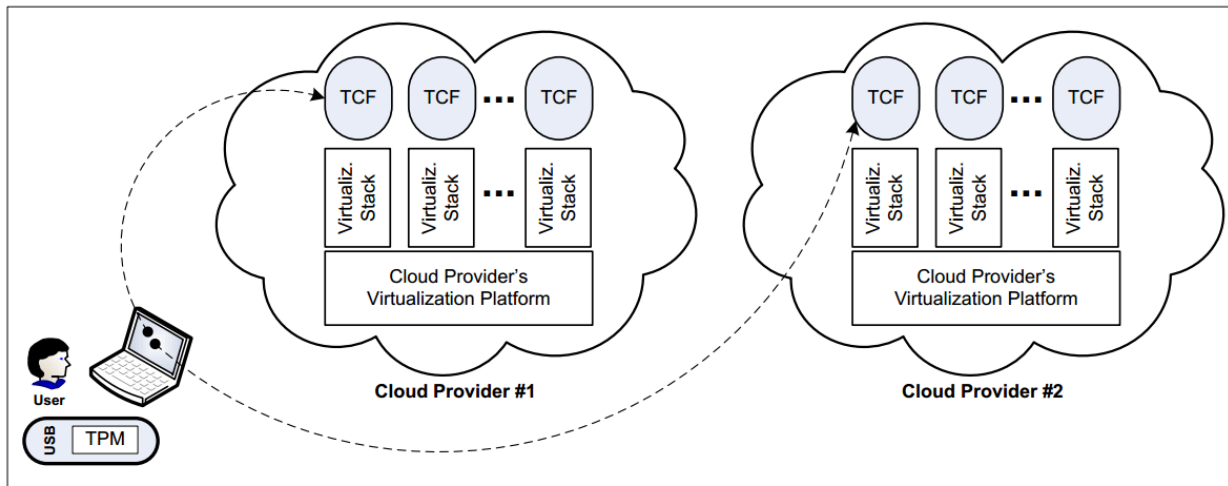 TCF TCF ... TCF
Virtualiz.
Stack
Virtualiz.
Stack
...
Virtualiz.
Stack
Cloud Provider's
Virtualization Platform
Cloud Provider #1
TCF TCF ... TCF
Virtualiz.
Stack
Virtualiz.
Stack
...
Virtualiz.
Stack
Cloud Provider's
Virtualization Platform
Cloud Provider #2
User
USB
TPM